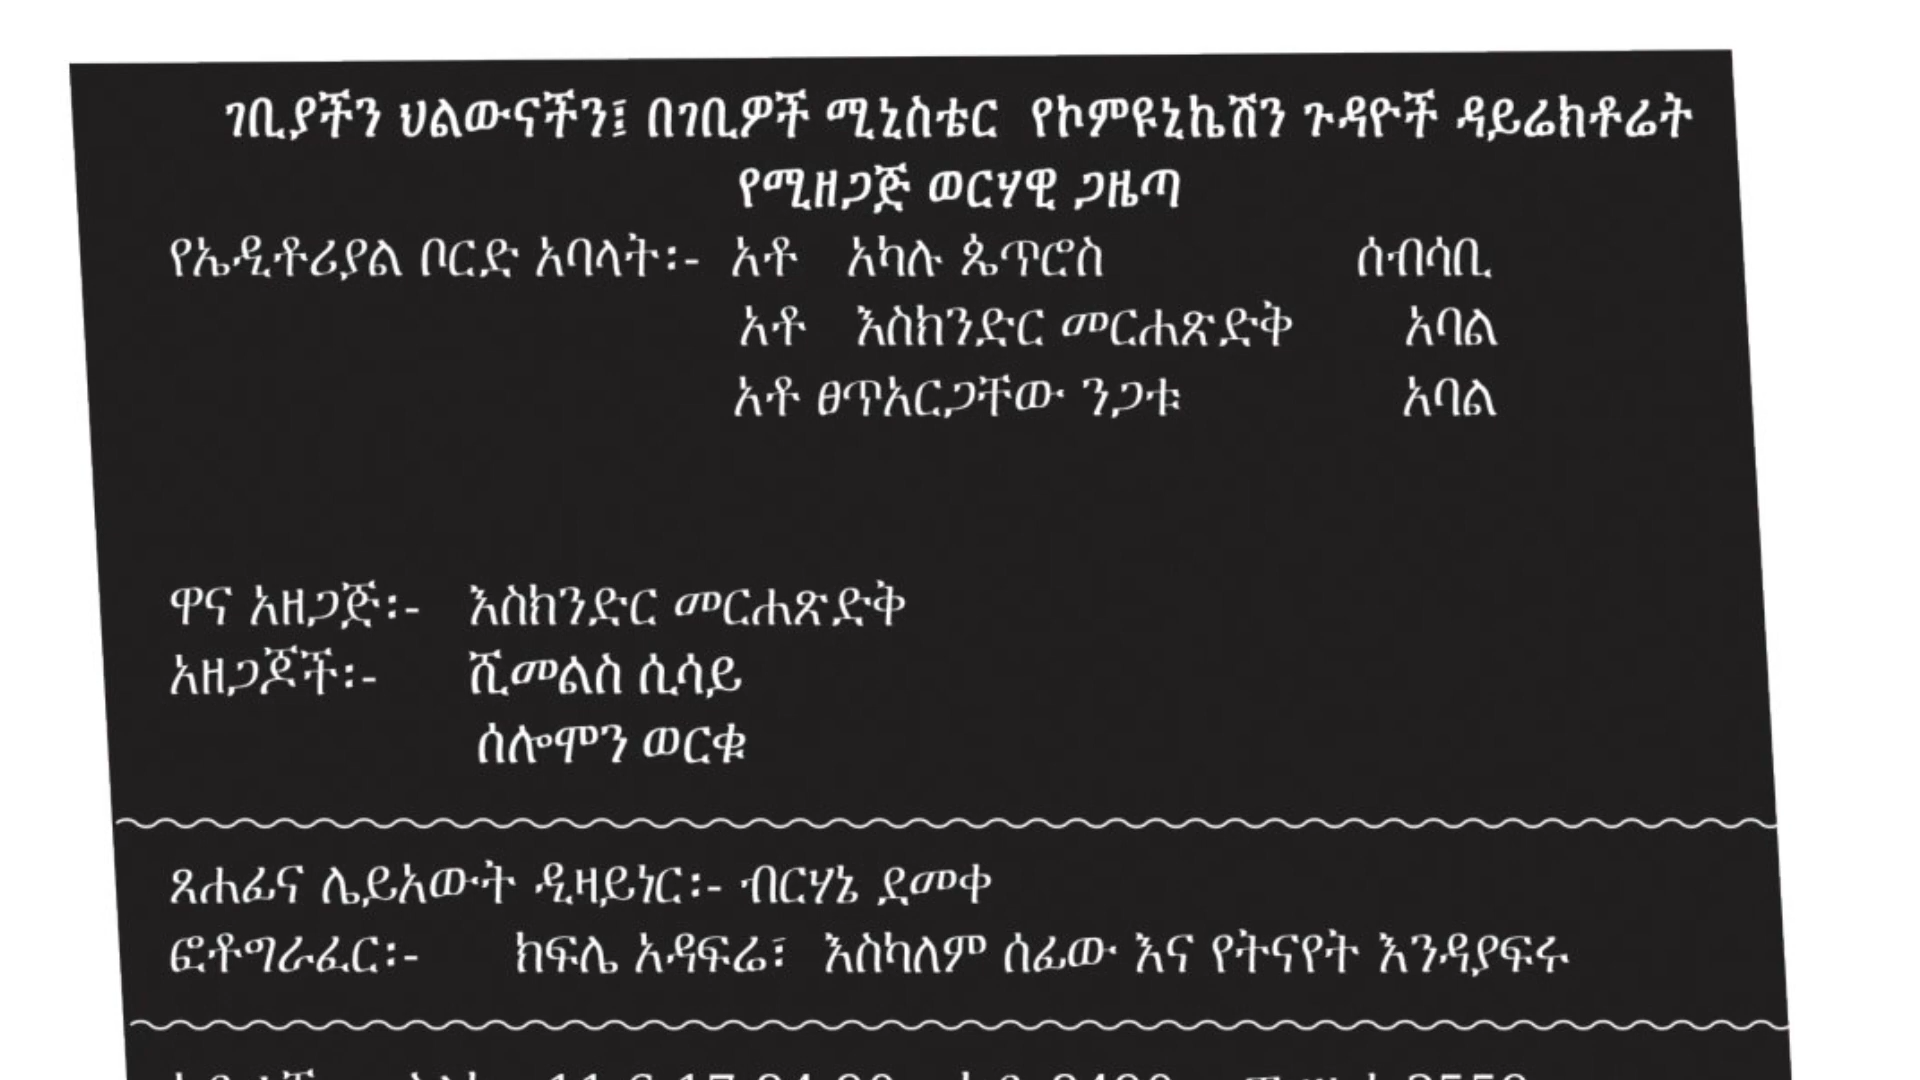 ገቢያችን ህልውናችን፤ በገቢዎች ሚኒስቴር የኮምዩኒኬሽን ጉዳዮች ዳይሬክቶሬት
የሚዘጋጅ ወርሃዊ ጋዜጣ
የኤዲቶሪያል ቦርድ አባላት፡- አቶ አካሉ ጴጥሮስ ሰብሳቢ
አቶ እስክንድር መርሐጽድቅ አባል
አቶ ፀጥአርጋቸው ንጋቱ አባል
ዋና አዘጋጅ፡- እስክንድር መርሐጽድቅ
አዘጋጆች፡- ሺመልስ ሲሳይ
ሰሎሞን ወርቁ
ጸሐፊና ሌይአውት ዲዛይነር፡- ብርሃኔ ደመቀ
ፎቶግራፈር፡- ክፍሌ አዳፍሬ፣ እስካለም ሰፊው እና የትናየት እንዳያፍሩ